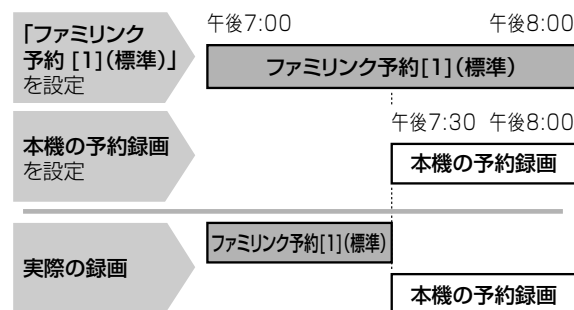 「ファミリンク
予約 [1](標準)」
を設定
午後7:00 午後8:00
ファミリンク予約[1](標準)
本機の予約録画
を設定
午後7:30 午後8:00
本機の予約録画
実際の録画
ファミリンク予約[1](標準)
本機の予約録画